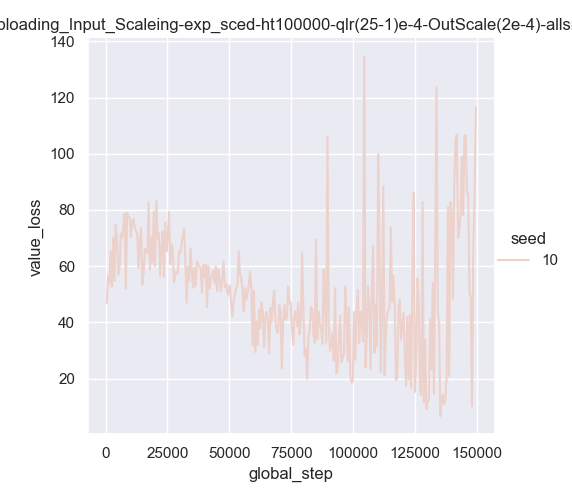 ploading_Input_Scaleing-exp_sced-ht100000-qlr(25-1)e-4-OutScale(2e-4)-alls
140
120
100
80
60
40
20
value_loss
0 25000 50000 75000 100000 125000 150000
global_step
seed
10